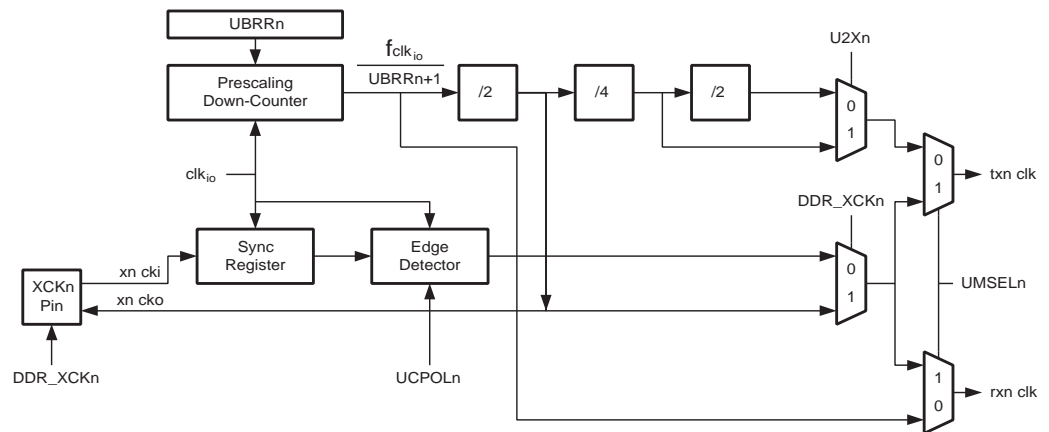 UBRRn
fclkio
UBRRn+1
Prescaling
Down-Counter
/2
/4
/2
U2Xn
0
1
clkio
0
1
txn clk
DDR_XCKn
Sync
Register
Edge
Detector
0
1
xn cki
XCKn
Pin
xn cko
UMSELn
DDR_XCKn
UCPOLn
1
0
rxn clk